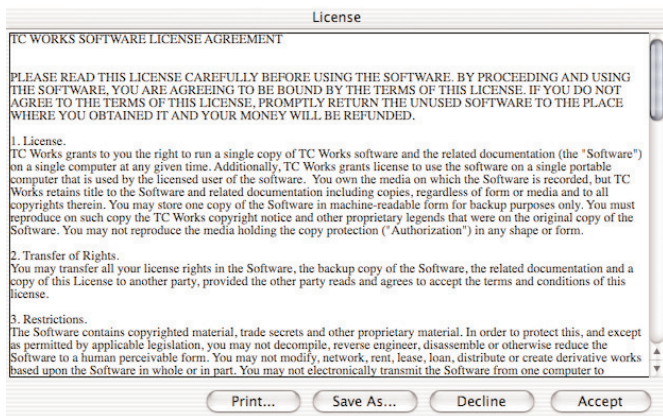 License
TC WORKS SOFTWARE LICENSE AGREEMENT
PLEASE READ THIS LICENSE CAREFULLY BEFORE USING THE SOFTWARE. BY PROCEEDING AND USING
THE SOFTWARE, YOU ARE AGREEING TO BE BOUND BY THE TERMS OF THIS LICENSE. IF YOU DO NOT
AGREE TO THE TERMS OF THIS LICENSE, PROMPTLY RETURN THE UNUSED SOFTWARE TO THE PLACE
WHERE YOU OBTAINED IT AND YOUR MONEY WILL BE REFUNDED.
1. License.
TC Works grants to you the right to run a single copy of TC Works software and the related documentation (the "Software")
on a single computer at any given time. Additionally, TC Works grants license to use the software on a single portable
computer that is used by the licensed user of the software. You own the media on which the Software is recorded, but TC
Works retains title to the Software and related documentation including copies, regardless of form or media and to all
copyrights therein. You may store one copy of the Software in machine-readable form for backup purposes only. You must
reproduce on such copy the TC Works copyright notice and other proprietary legends that were on the original copy of the
Software. You may not reproduce the media holding the copy protection ("Authorization") in any shape or form.
2. Transfer of Rights.
You may transfer all your license rights in the Software, the backup copy of the Software, the related documentation and a
copy of this License to another party, provided the other party reads and agrees to accept the terms and conditions of this
license.
3. Restrictions.
The Software contains copyrighted material, trade secrets and other proprietary material. In order to protect this, and except
as permitted by applicable legislation, you may not decompile, reverse engineer, disassemble or otherwise reduce the
Software to a human perceivable form. You may not modify, network, rent, lease, loan, distribute or create derivative works
based upon the Software in whole or in part. You may not electronically transmit the Software from one computer to
Print... Save As... Decline Accept